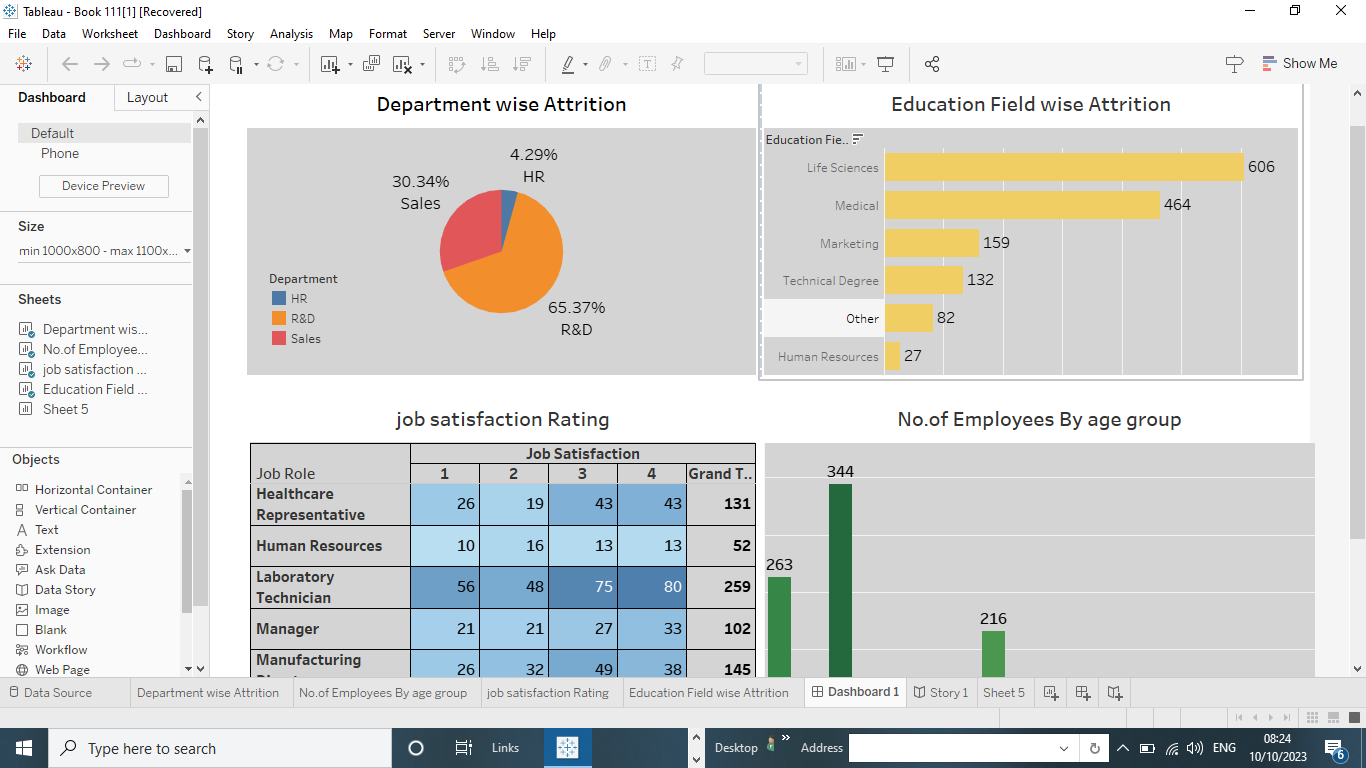 Tableau - Book 111[1] [Recovered]
File Data Worksheet Dashboard Story Analysis Map Format Server Window Help
Show Me
Dashboard Layout
Default
Phone
Device Preview
Size
min 1000x800 - max 1100x...
Sheets
Department wis...
No.of Employee...
job satisfaction ...
Education Field ...
Sheet 5
Objects
Horizontal Container
Vertical Container
Text
Extension
Ask Data
Data Story
Image
Blank
Workflow
Web Page
Department wise Attrition
4.29%
HR
30.34%
Sales
65.37%
R&D
Department
HR
R&D
Sales
Education Field wise Attrition
Education Fie..
Life Sciences 606
Medical 464
Marketing 159
Technical Degree 132
Other 82
Human Resources 27
job satisfaction Rating
Job Satisfaction
Job Role 1 2 3 4 Grand T..
Healthcare
Representative 26 19 43 43 131
Human Resources 10 16 13 13 52
Laboratory
Technician 56 48 75 80 259
Manager 21 21 27 33 102
Manufacturing
26 32 49 38 145
No.of Employees By age group
344
263
216
Data Source Department wise Attrition No.of Employees By age group job satisfaction Rating Education Field wise Attrition Dashboard 1 Story 1 Sheet 5
Type here to search Links Desktop Address ENG 08:24
10/10/2023
6